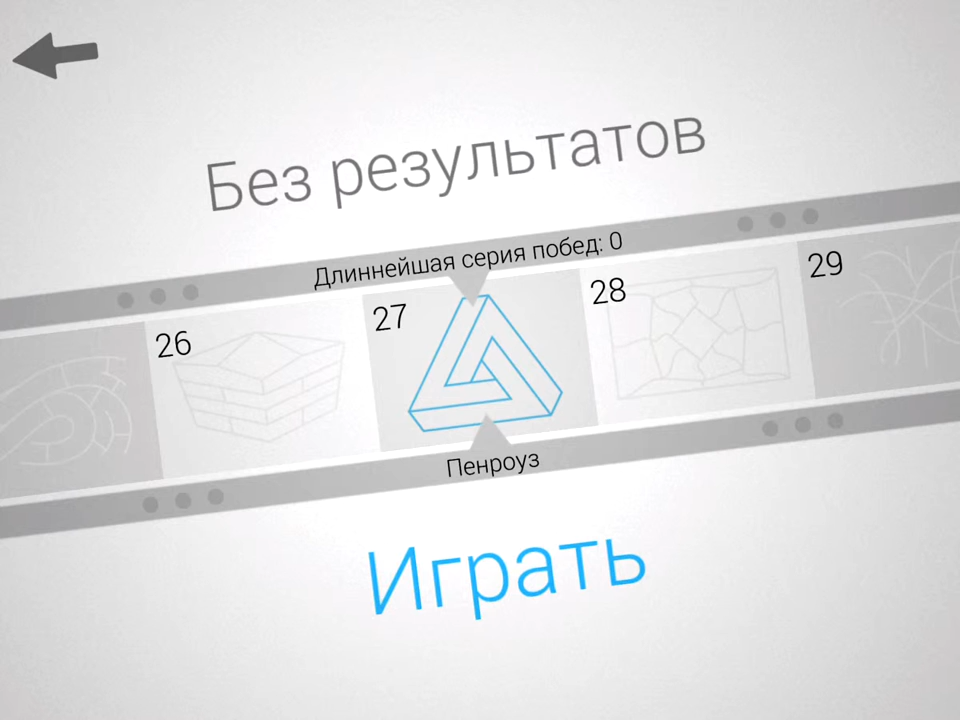 Без результатов
Длиннейшая серия побед: 0
26
27
28
29
Пенроуз
Играть